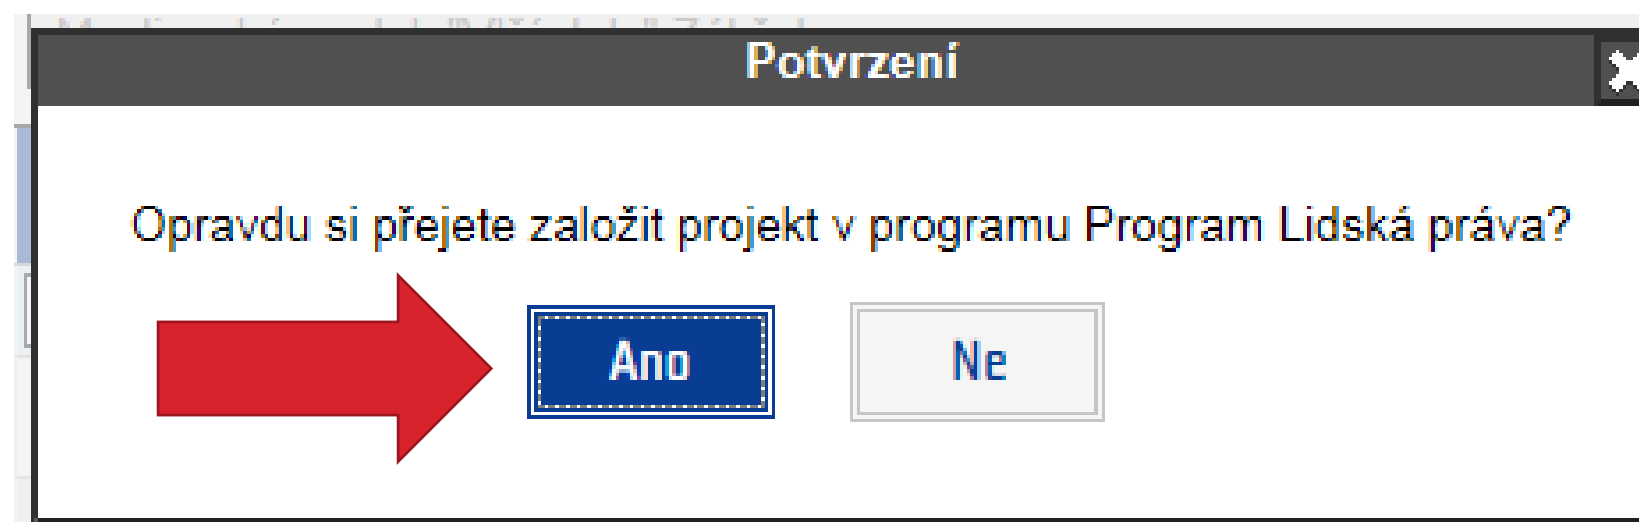 Potvrzení
Opravdu si přejete založit projekt v programu Program Lidská práva?
Ano
Ne